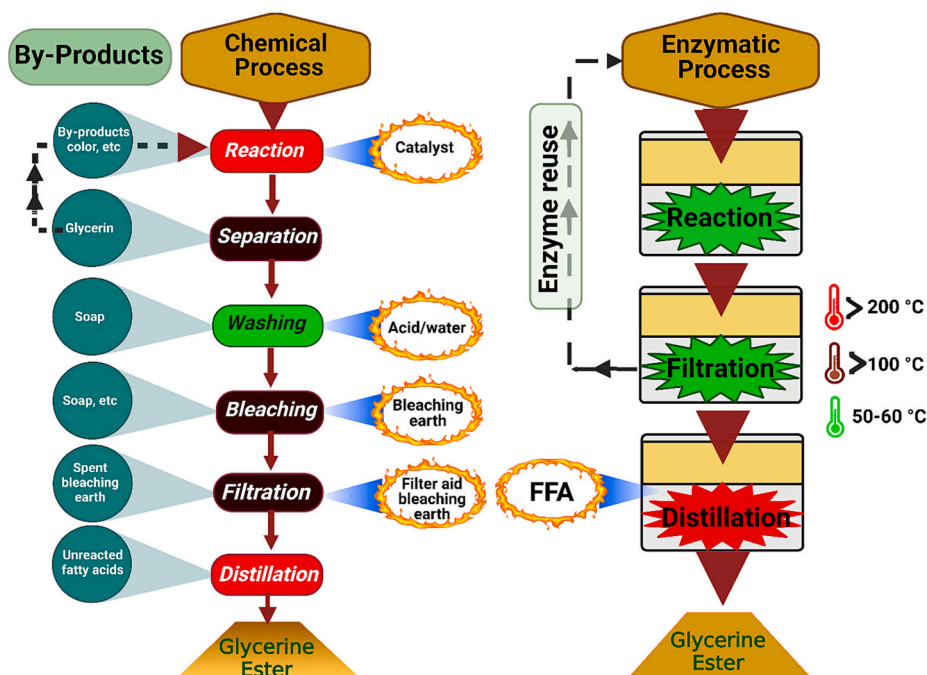 By-Products
Chemical
Process
Enzymatic
Process
By-products
color, etc
Reaction
Catalyst
Enzyme reuse
Reaction
Glycerin
Separation
Soap
Washing
Acid/water
> 200 °C
Filtration
>100 °C
50-60 °C
Soap, etc
Bleaching
Bleaching
earth
Spent
bleaching
earth
Filtration
Filter aid
bleaching
earth
FFA
Distillation
Unreacted
fatty acids
Distillation
Glycerine
Ester
Glycerine
Ester